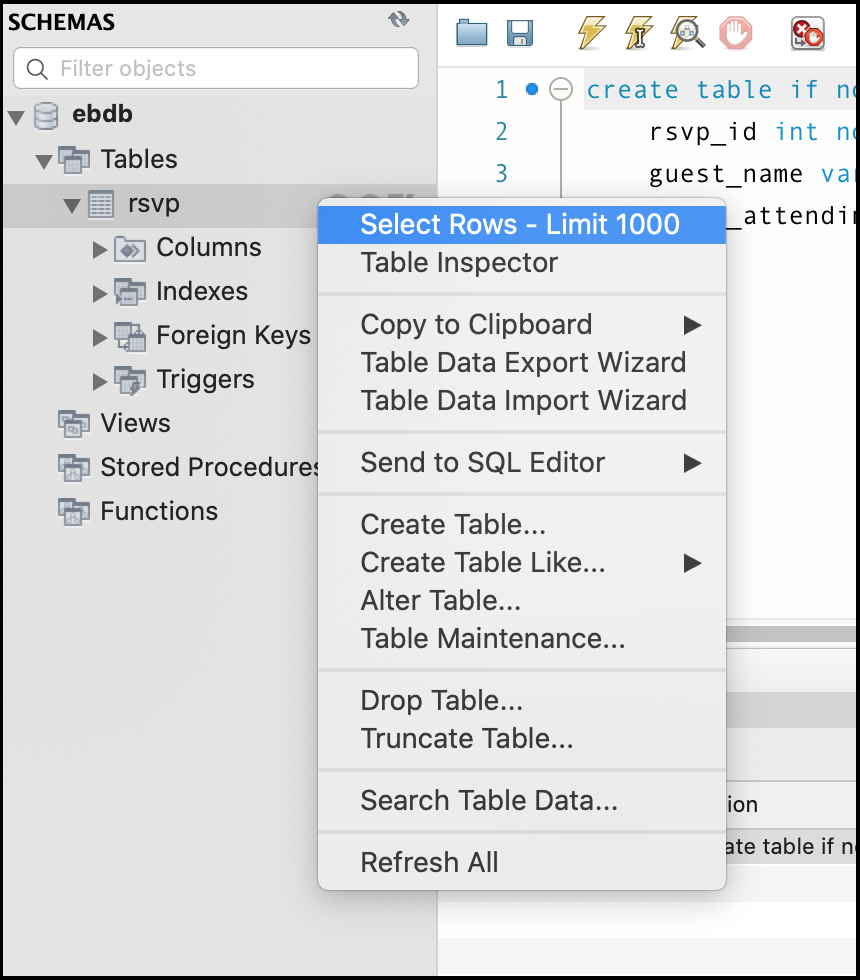 SCHEMAS
Filter objects
ebdb
Tables
rsvp
Columns
Indexes
Foreign Keys
Triggers
Views
Stored Procedures
Functions
1 create table if no
2 rsvp_id int no
3 guest_name var
_attendin
Select Rows - Limit 1000
Table Inspector
Copy to Clipboard
Table Data Export Wizard
Table Data Import Wizard
Send to SQL Editor
Create Table...
Create Table Like...
Alter Table...
Table Maintenance...
Drop Table...
Truncate Table...
Search Table Data...
Refresh All
ion
ate table if no